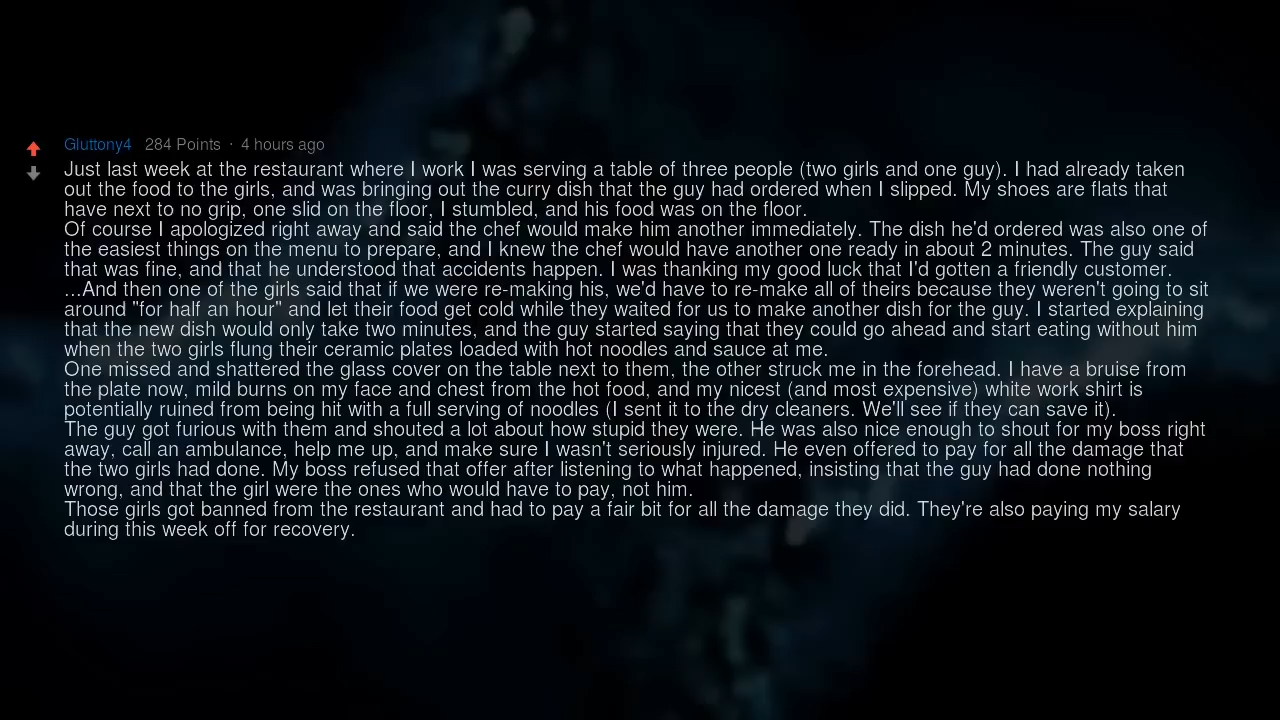 Gluttony4 284 Points · 4 hours ago
Just last week at the restaurant where I work I was serving a table of three people (two girls and one guy). I had already taken
out the food to the girls, and was bringing out the curry dish that the guy had ordered when I slipped. My shoes are flats that
have next to no grip, one slid on the floor, I stumbled, and his food was on the floor.
Of course I apologized right away and said the chef would make him another immediately. The dish he'd ordered was also one of
the easiest things on the menu to prepare, and I knew the chef would have another one ready in about 2 minutes. The guy said
that was fine, and that he understood that accidents happen. I was thanking my good luck that I'd gotten a friendly customer.
...And then one of the girls said that if we were re-making his, we'd have to re-make all of theirs because they weren't going to sit
around "for half an hour" and let their food get cold while they waited for us to make another dish for the guy. I started explaining
that the new dish would only take two minutes, and the guy started saying that they could go ahead and start eating without him
when the two girls flung their ceramic plates loaded with hot noodles and sauce at me.
One missed and shattered the glass cover on the table next to them, the other struck me in the forehead. I have a bruise from
the plate now, mild burns on my face and chest from the hot food, and my nicest (and most expensive) white work shirt is
potentially ruined from being hit with a full serving of noodles (I sent it to the dry cleaners. We'll see if they can save it).
The guy got furious with them and shouted a lot about how stupid they were. He was also nice enough to shout for my boss right
away, call an ambulance, help me up, and make sure I wasn't seriously injured. He even offered to pay for all the damage that
the two girls had done. My boss refused that offer after listening to what happened, insisting that the guy had done nothing
wrong, and that the girl were the ones who would have to pay, not him.
Those girls got banned from the restaurant and had to pay a fair bit for all the damage they did. They're also paying my salary
during this week off for recovery.